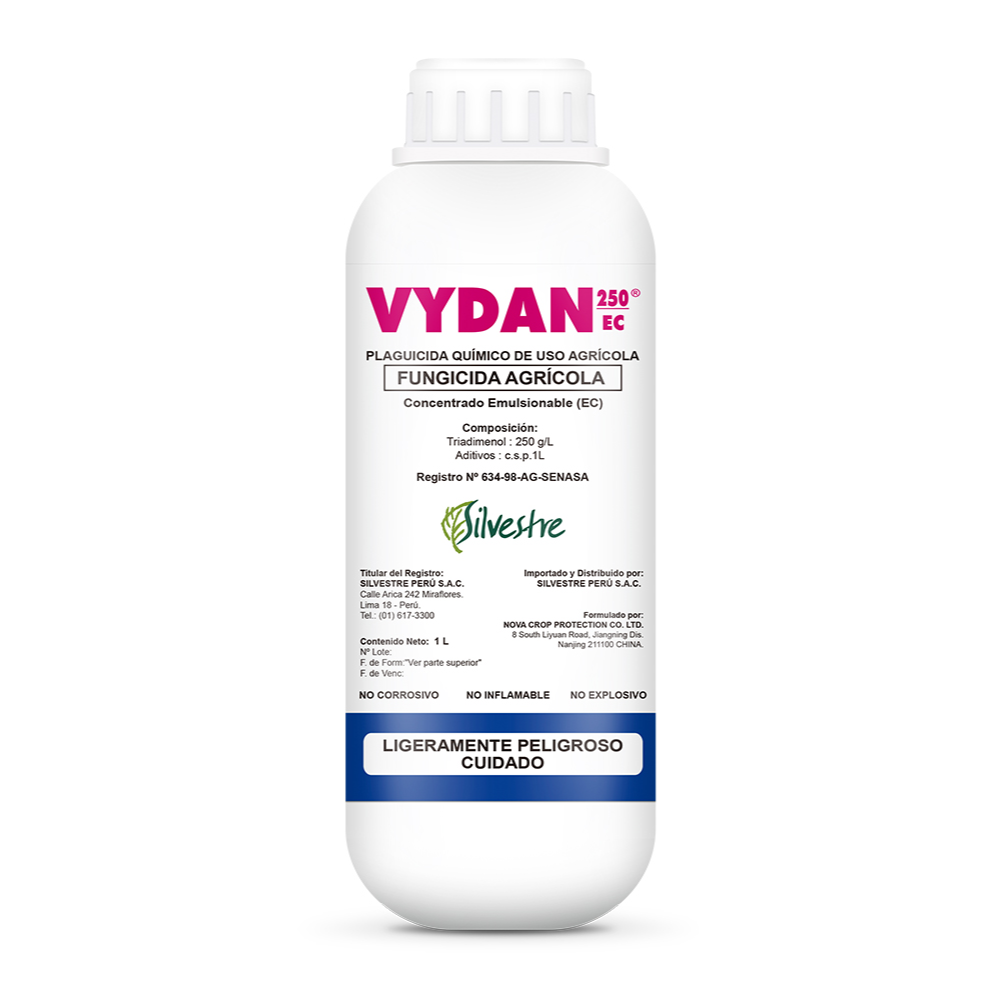 VYDAN 250® EC
PLAGUICIDA QUÍMICO DE USO AGRÍCOLA
FUNGICIDA AGRÍCOLA
Concentrado Emulsionable (EC)
Composición:
Triadimenol : 250 g/L
Aditivos : c.s.p.1L
Registro Nº 634-98-AG-SENASA
Silvestre
Titular del Registro:
SILVESTRE PERÚ S.A.C.
Calle Arica 242 Miraflores.
Lima 18 - Perú.
Tel.: (01) 617-3300
Importado y Distribuido por:
SILVESTRE PERÚ S.A.C.
Formulado por:
NOVA CROP PROTECTION CO. LTD.
8 South Liyuan Road, Jiangning Dis.
Nanjing 211100 CHINA.
Contenido Neto: 1 L
Nº Lote:
F. de Form:"Ver parte superior"
F. de Venc:
NO CORROSIVO NO INFLAMABLE NO EXPLOSIVO
LIGERAMENTE PELIGROSO
CUIDADO